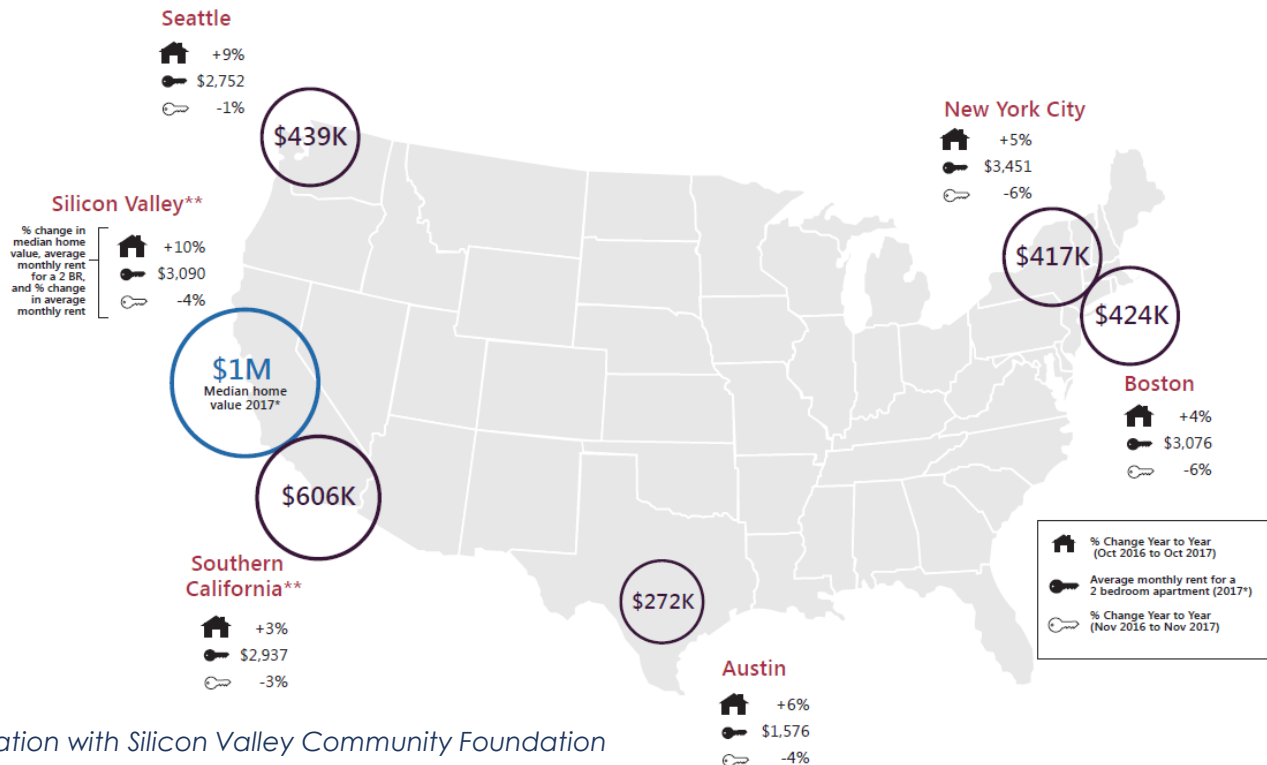 Seattle
+9%
$2,752
-1%
$439K
New York City
+5%
$3,451
-6%
$417K
Silicon Valley**
% change in
median home
value, average
monthly rent
for a 2 BR,
and % change
in average
monthly rent
+10%
$3,090
-4%
$1M
Median home
value 2017*
$424K
Boston
+4%
$3,076
-6%
$606K
Southern
California**
+3%
$2,937
-3%
$272K
Austin
+6%
$1,576
-4%
% Change Year to Year
(Oct 2016 to Oct 2017)
Average monthly rent for a
2 bedroom apartment (2017*)
% Change Year to Year
(Nov 2016 to Nov 2017)
ation with Silicon Valley Community Foundation